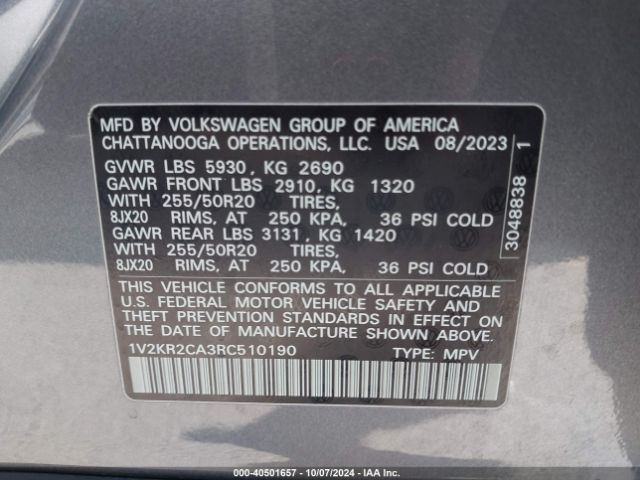 MFD BY VOLKSWAGEN GROUP OF AMERICA
CHATTANOOGA OPERATIONS, LLC. USA 08/2023
GVWR LBS 5930, KG 2690
GAWR FRONT LBS 2910, KG 1320
WITH 255/50R20 TIRES,
8JX20 RIMS, AT 250 KPA, 36 PSI COLD
GAWR REAR LBS 3131, KG 1420
WITH 255/50R20 TIRES,
8JX20 RIMS, AT 250 KPA, 36 PSI COLD
THIS VEHICLE CONFORMS TO ALL APPLICABLE
U.S. FEDERAL MOTOR VEHICLE SAFETY AND
THEFT PREVENTION STANDARDS IN EFFECT ON
THE DATE OF MANUFACTURE SHOWN ABOVE.
1V2KR2CA3RC510190 TYPE: MPV
3048838 1
000-40501657 - 10/07/2024 - IAA Inc.